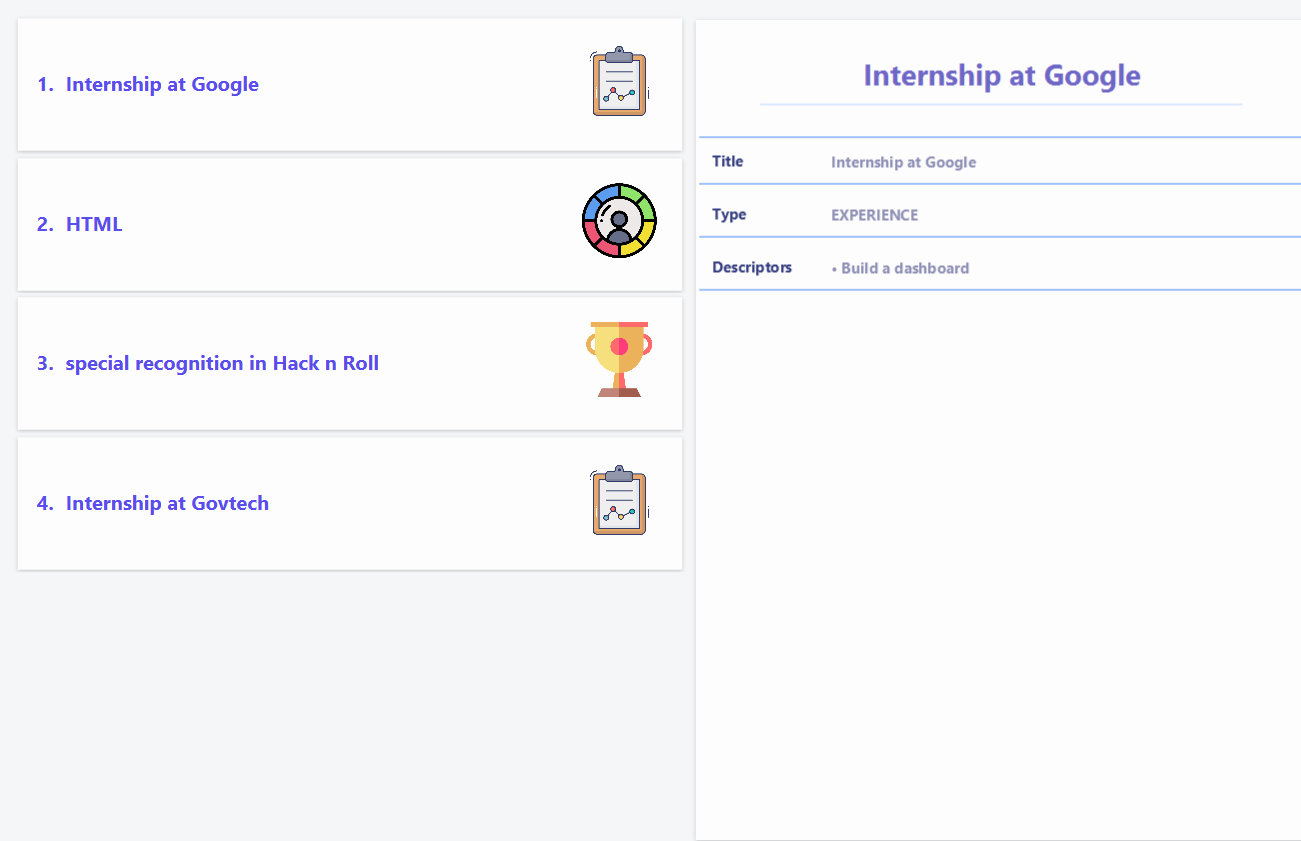 1. Internship at Google
2. HTML
3. special recognition in Hack n Roll
4. Internship at Govtech
Internship at Google
Title Internship at Google
Type EXPERIENCE
Descriptors • Build a dashboard